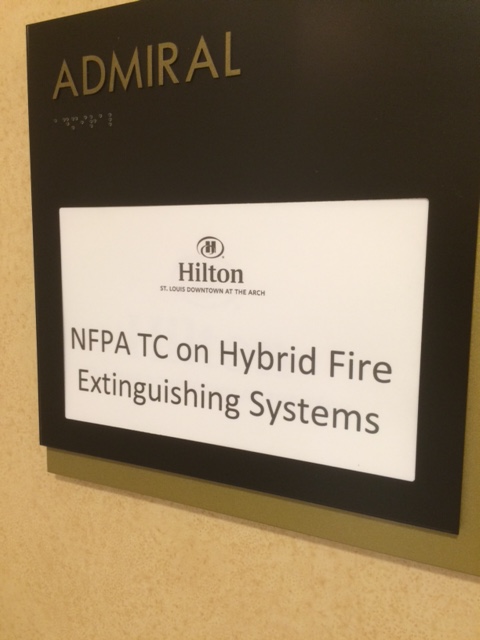 ADMIRAL
H
Hilton
ST. LOUIS DOWNTOWN AT THE ARCH
NFPA TC on Hybrid Fire
Extinguishing Systems